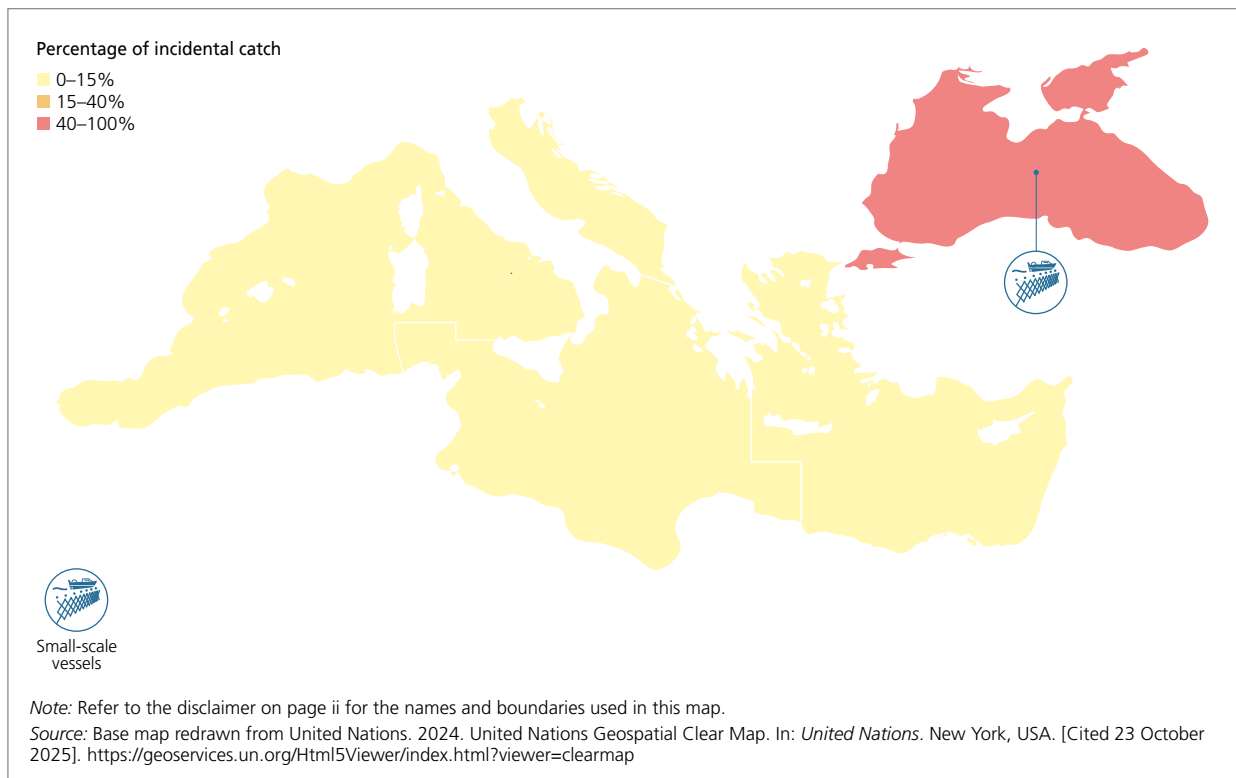 Percentage of incidental catch
0–15%
15–40%
40–100%
Small-scale
vessels
Note: Refer to the disclaimer on page ii for the names and boundaries used in this map.
Source: Base map redrawn from United Nations. 2024. United Nations Geospatial Clear Map. In: United Nations. New York, USA. [Cited 23 October
2025]. https://geoservices.un.org/Html5Viewer/index.html?viewer=clearmap